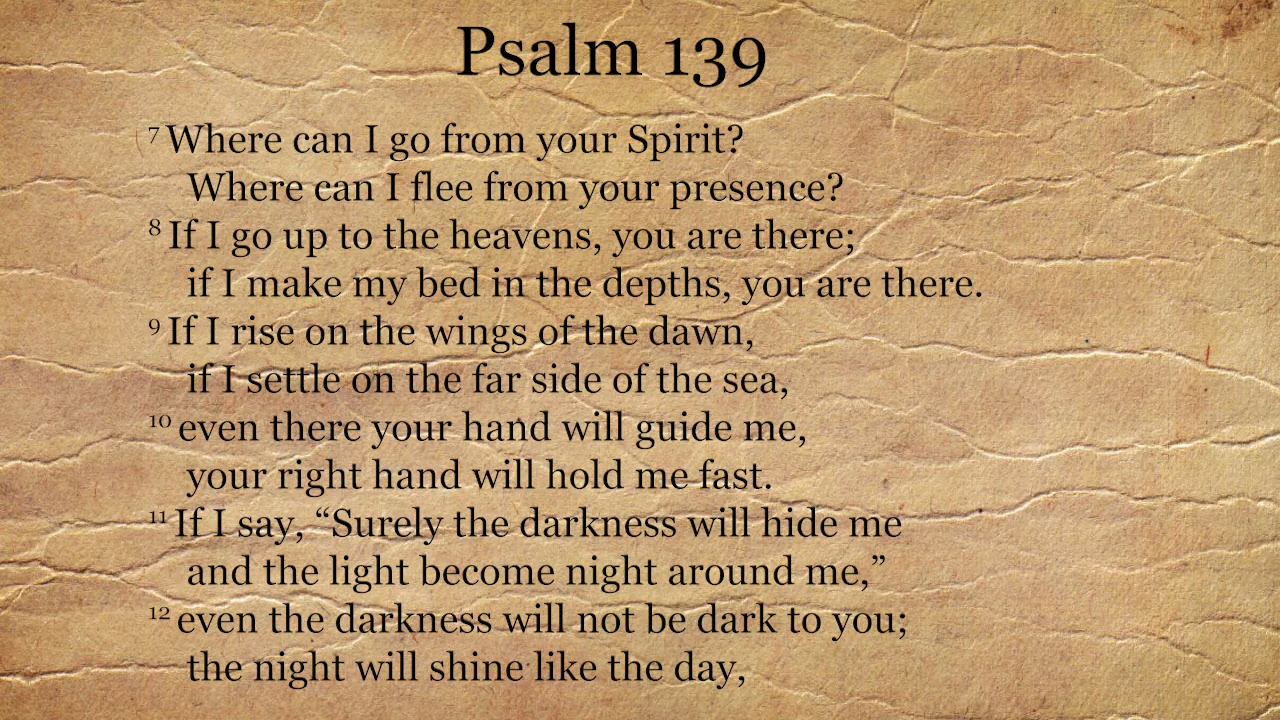 Psalm 139
7 Where can I go from your Spirit?
Where can I flee from your presence?
8 If I go up to the heavens, you are there;
if I make my bed in the depths, you are there.
9 If I rise on the wings of the dawn,
if I settle on the far side of the sea,
10 even there your hand will guide me,
your right hand will hold me fast.
11 If I say, “Surely the darkness will hide me
and the light become night around me,”
12 even the darkness will not be dark to you;
the night will shine like the day,